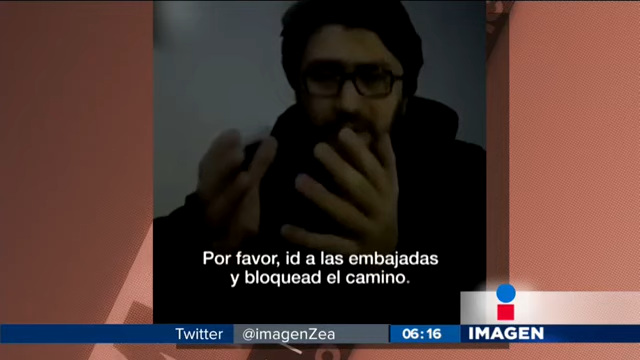 Por favor, id a las embajadas
y bloquead el camino.
Twitter @imagenZea 06:16 IMAGEN